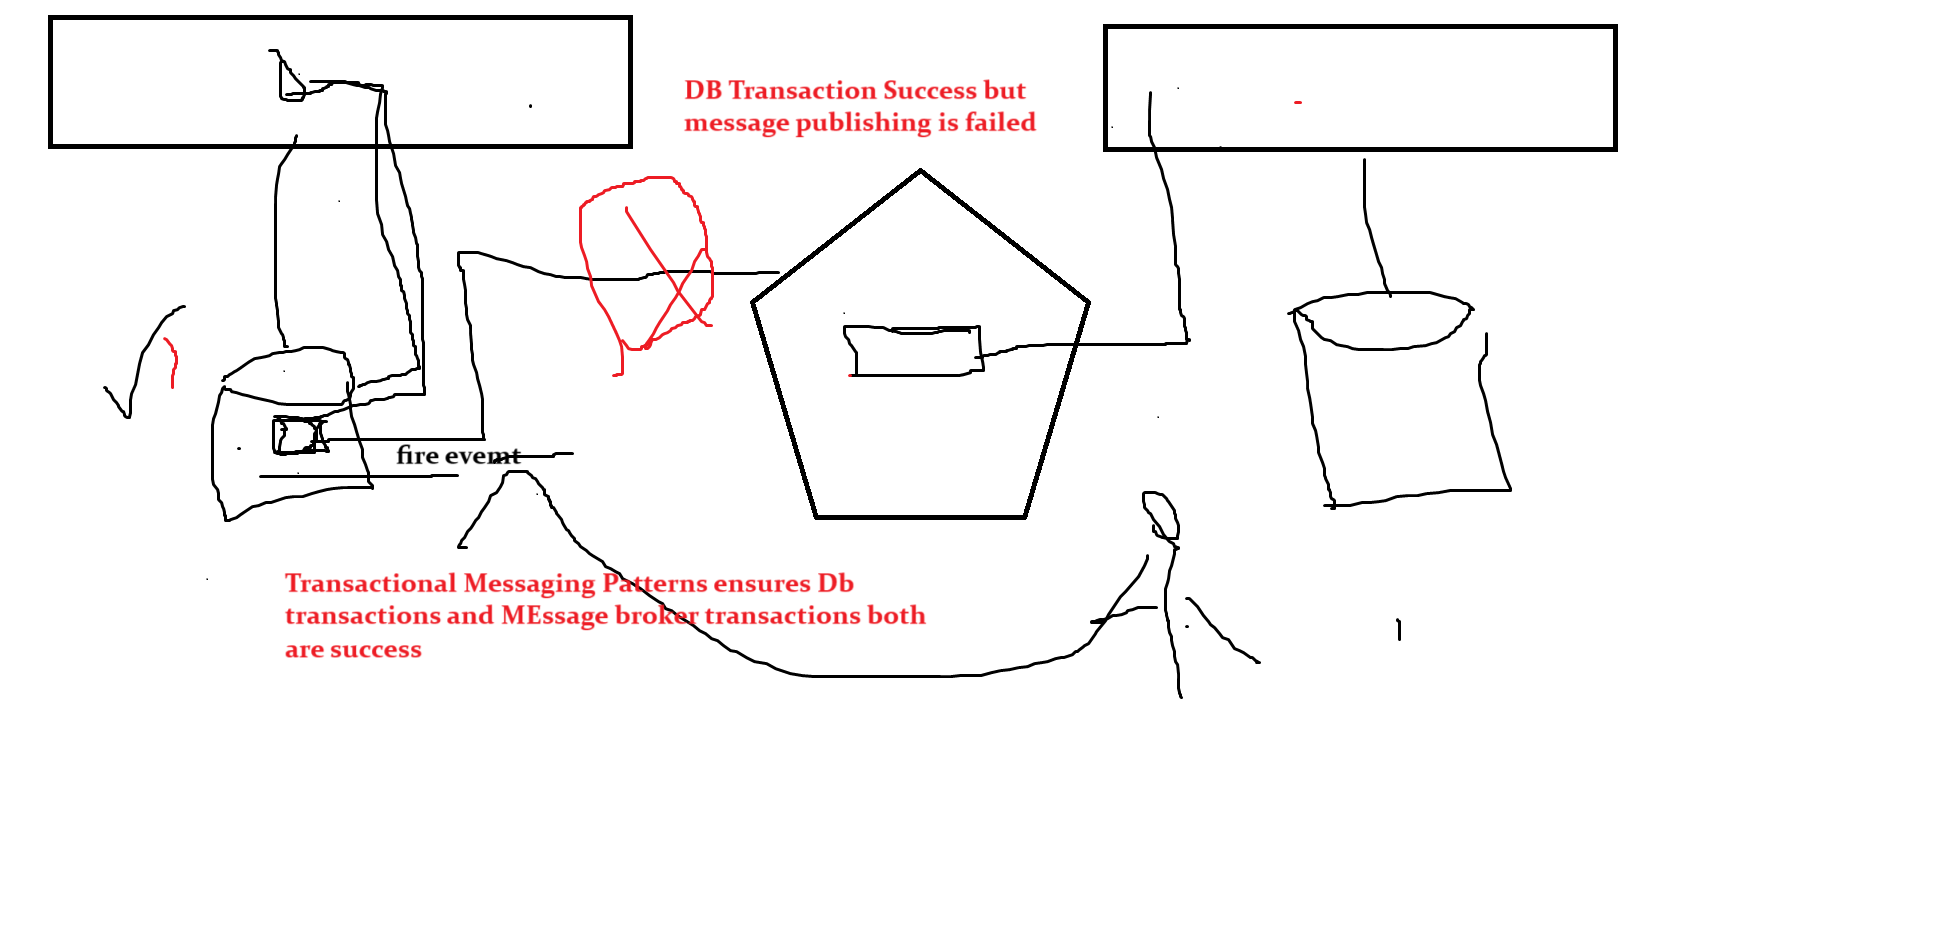 DB Transaction Success but
message publishing is failed
fire evemt
Transactional Messaging Patterns ensures Db
transactions and MEssage broker transactions both
are success